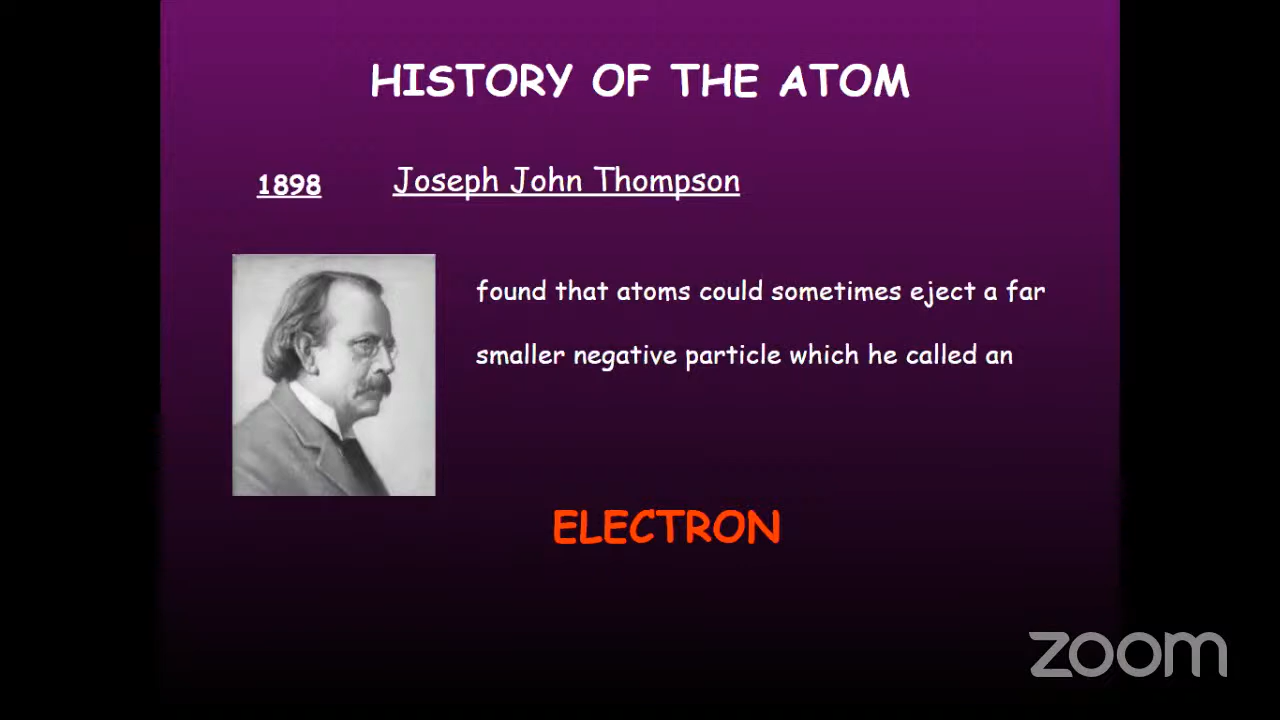 HISTORY OF THE ATOM
1898 Joseph John Thompson
found that atoms could sometimes eject a far
smaller negative particle which he called an
ELECTRON
zoom